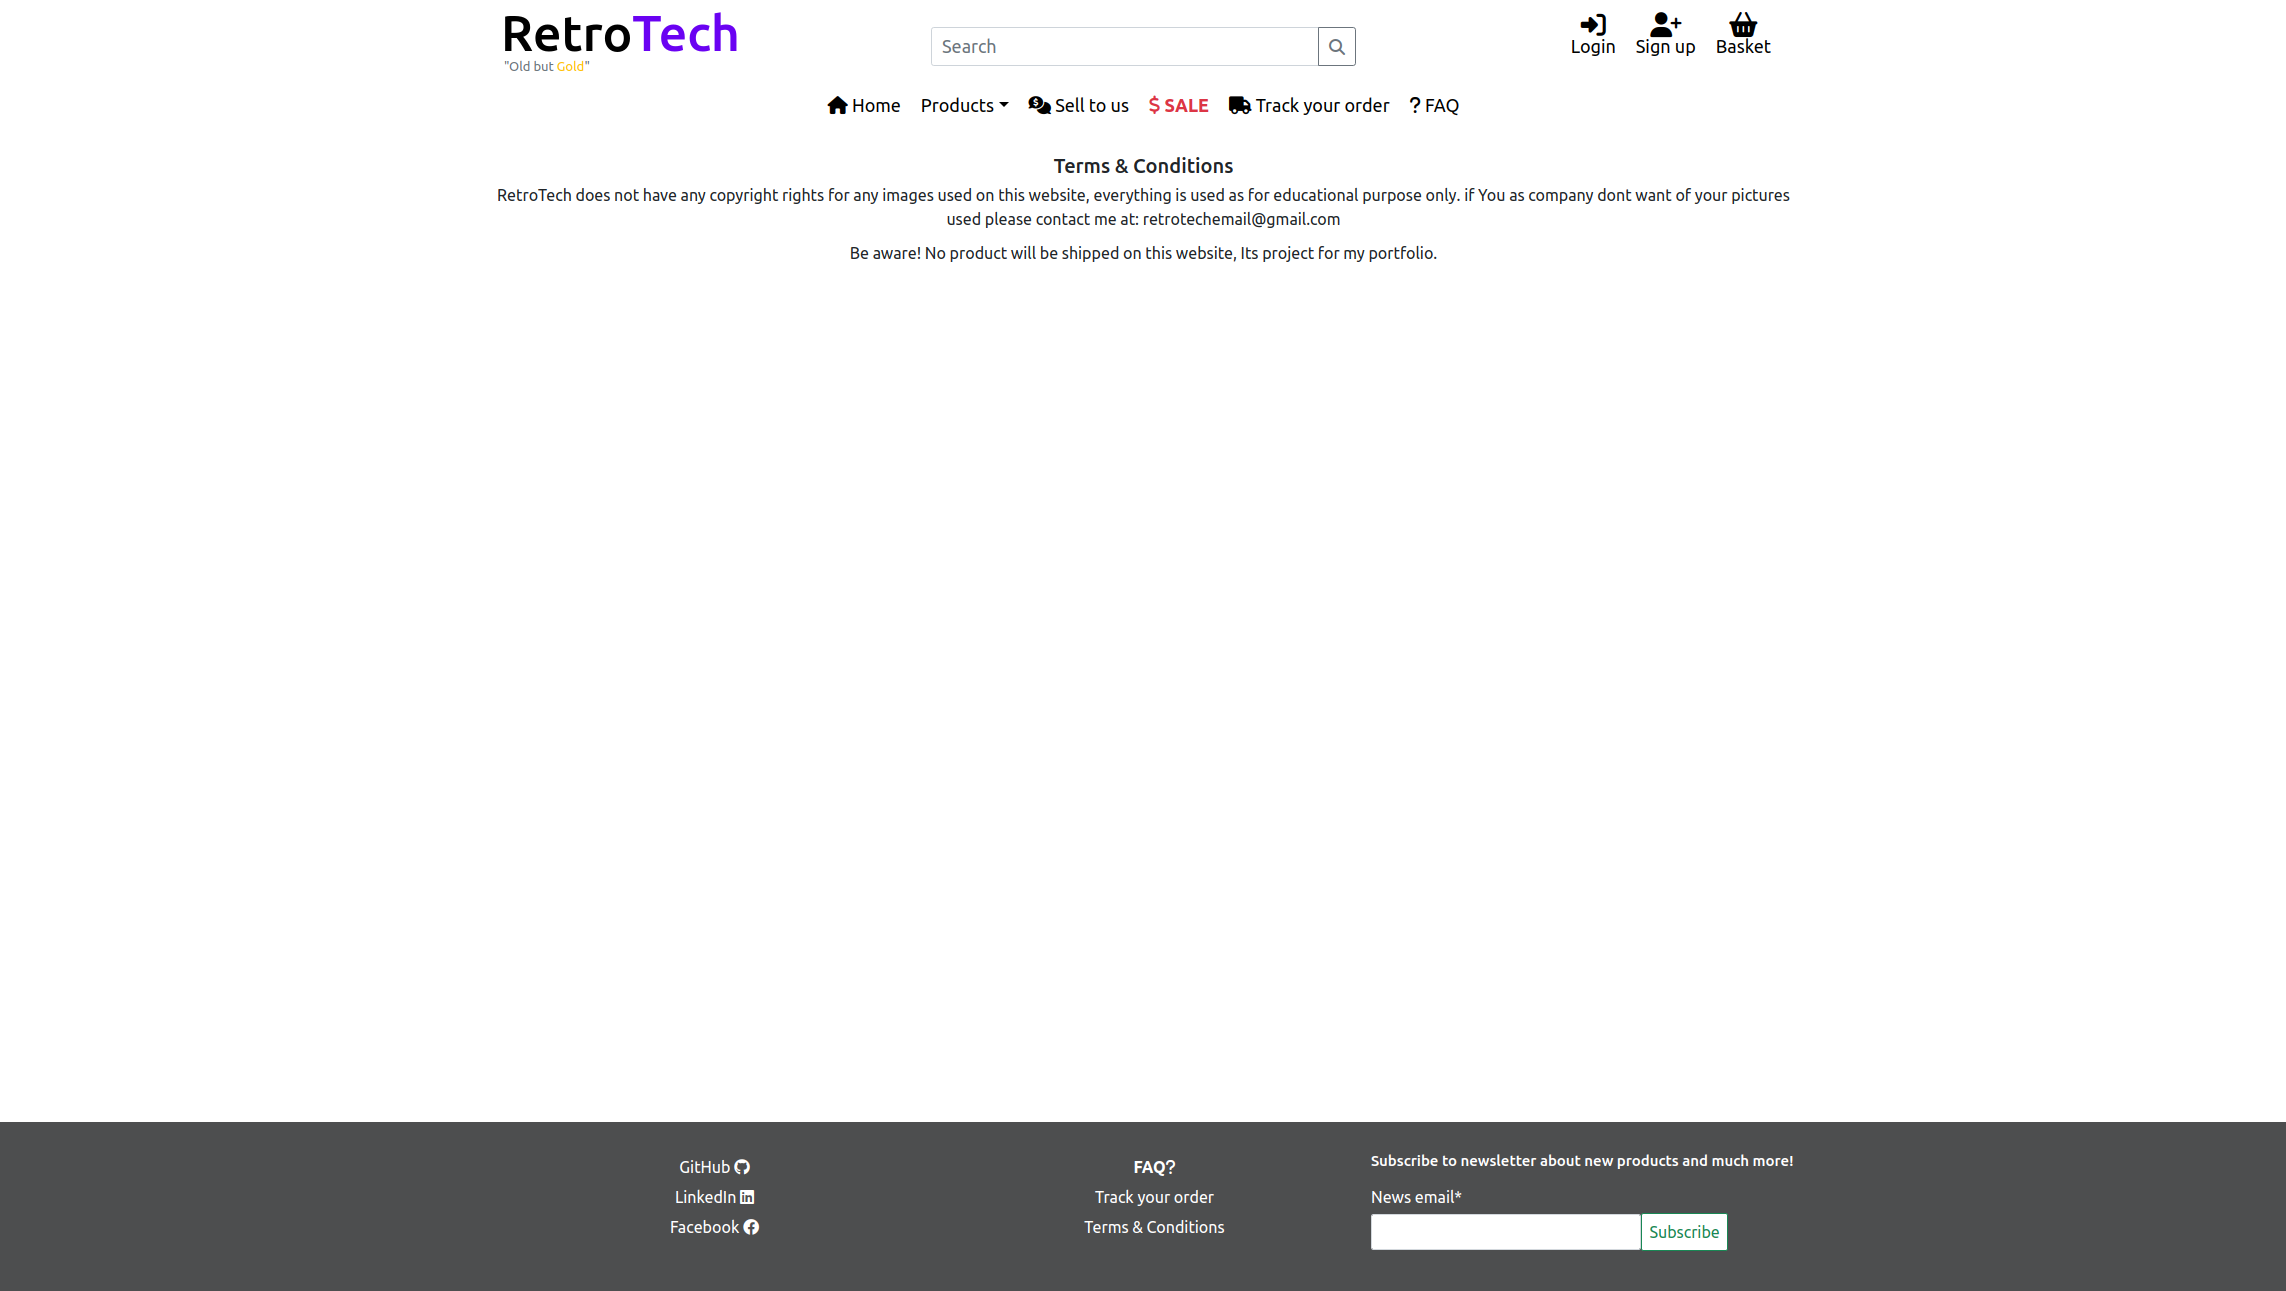 RetroTech
"Old but Gold"
Search
Login Sign up Basket
Home Products Sell to us $ SALE Track your order ? FAQ
Terms & Conditions
RetroTech does not have any copyright rights for any images used on this website, everything is used as for educational purpose only. if You as company dont want of your pictures
used please contact me at: retrotechemail@gmail.com
Be aware! No product will be shipped on this website, Its project for my portfolio.
GitHub
LinkedIn
Facebook
FAQ?
Track your order
Terms & Conditions
Subscribe to newsletter about new products and much more!
News email*
Subscribe